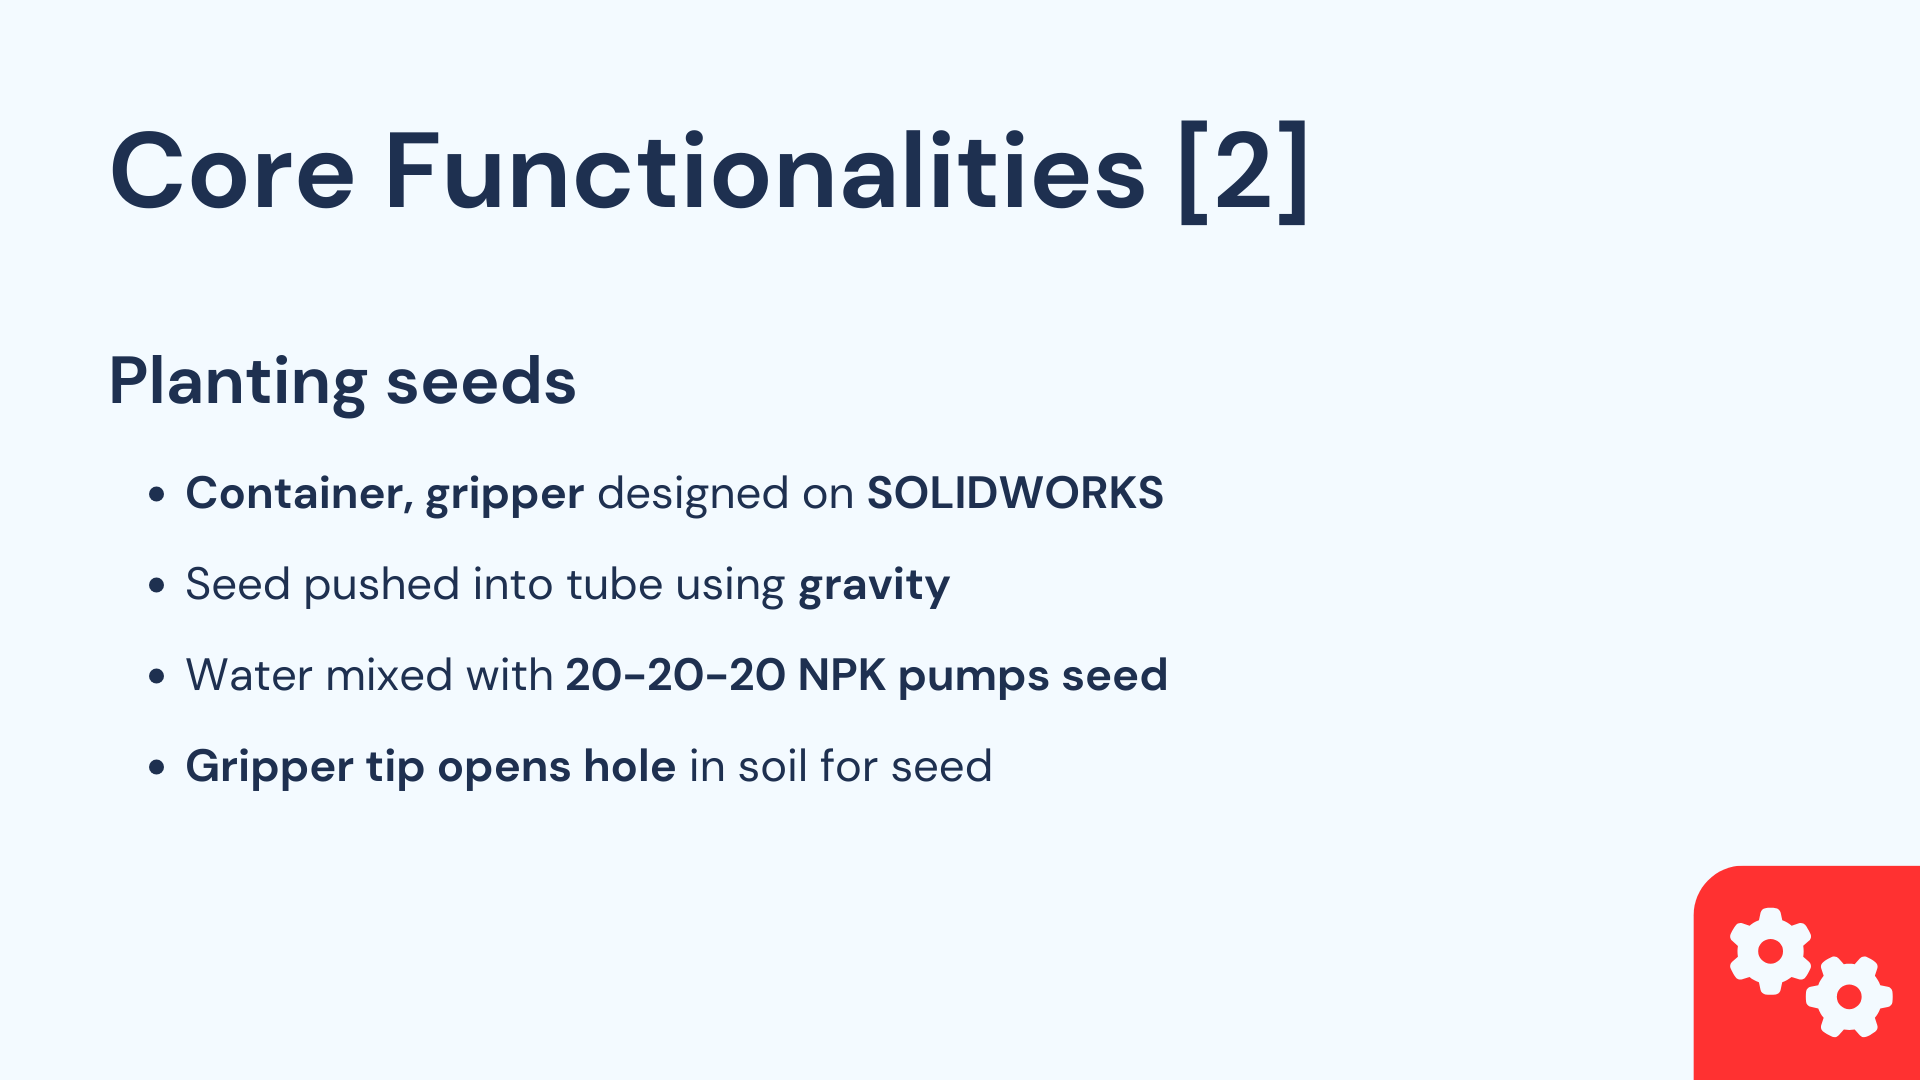 Core Functionalities [2]
Planting seeds
• Container, gripper designed on SOLIDWORKS
• Seed pushed into tube using gravity
• Water mixed with 20-20-20 NPK pumps seed
• Gripper tip opens hole in soil for seed